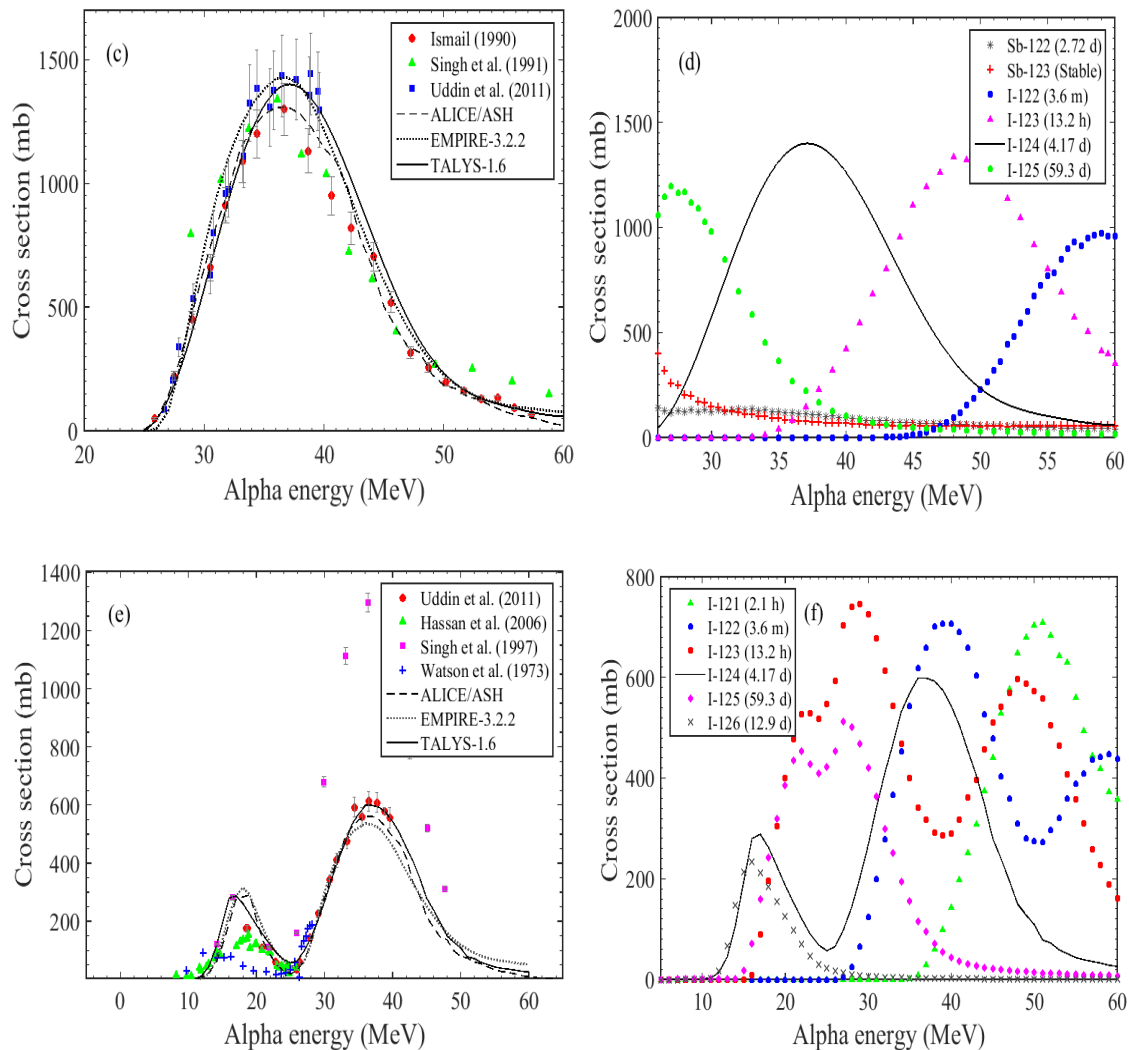 (c)
Ismail (1990)
Singh et al. (1991)
Uddin et al. (2011)
ALICE/ASH
EMPIRE-3.2.2
TALYS-1.6
1500
1000
500
0
20
30
40
50
60
Cross section (mb)
Alpha energy (MeV)
(d)
Sb-122 (2.72 d)
Sb-123 (Stable)
I-122 (3.6 m)
I-123 (13.2 h)
I-124 (4.17 d)
I-125 (59.3 d)
2000
1500
1000
500
0
30
35
40
45
50
55
60
Cross section (mb)
Alpha energy (MeV)
(e)
Uddin et al. (2011)
Hassan et al. (2006)
Singh et al. (1997)
Watson et al. (1973)
ALICE/ASH
EMPIRE-3.2.2
TALYS-1.6
1400
1200
1000
800
600
400
200
0
10
20
30
40
50
60
Cross section (mb)
Alpha energy (MeV)
(f)
I-121 (2.1 h)
I-122 (3.6 m)
I-123 (13.2 h)
I-124 (4.17 d)
I-125 (59.3 d)
I-126 (12.9 d)
800
600
400
200
0
10
20
30
40
50
60
Cross section (mb)
Alpha energy (MeV)